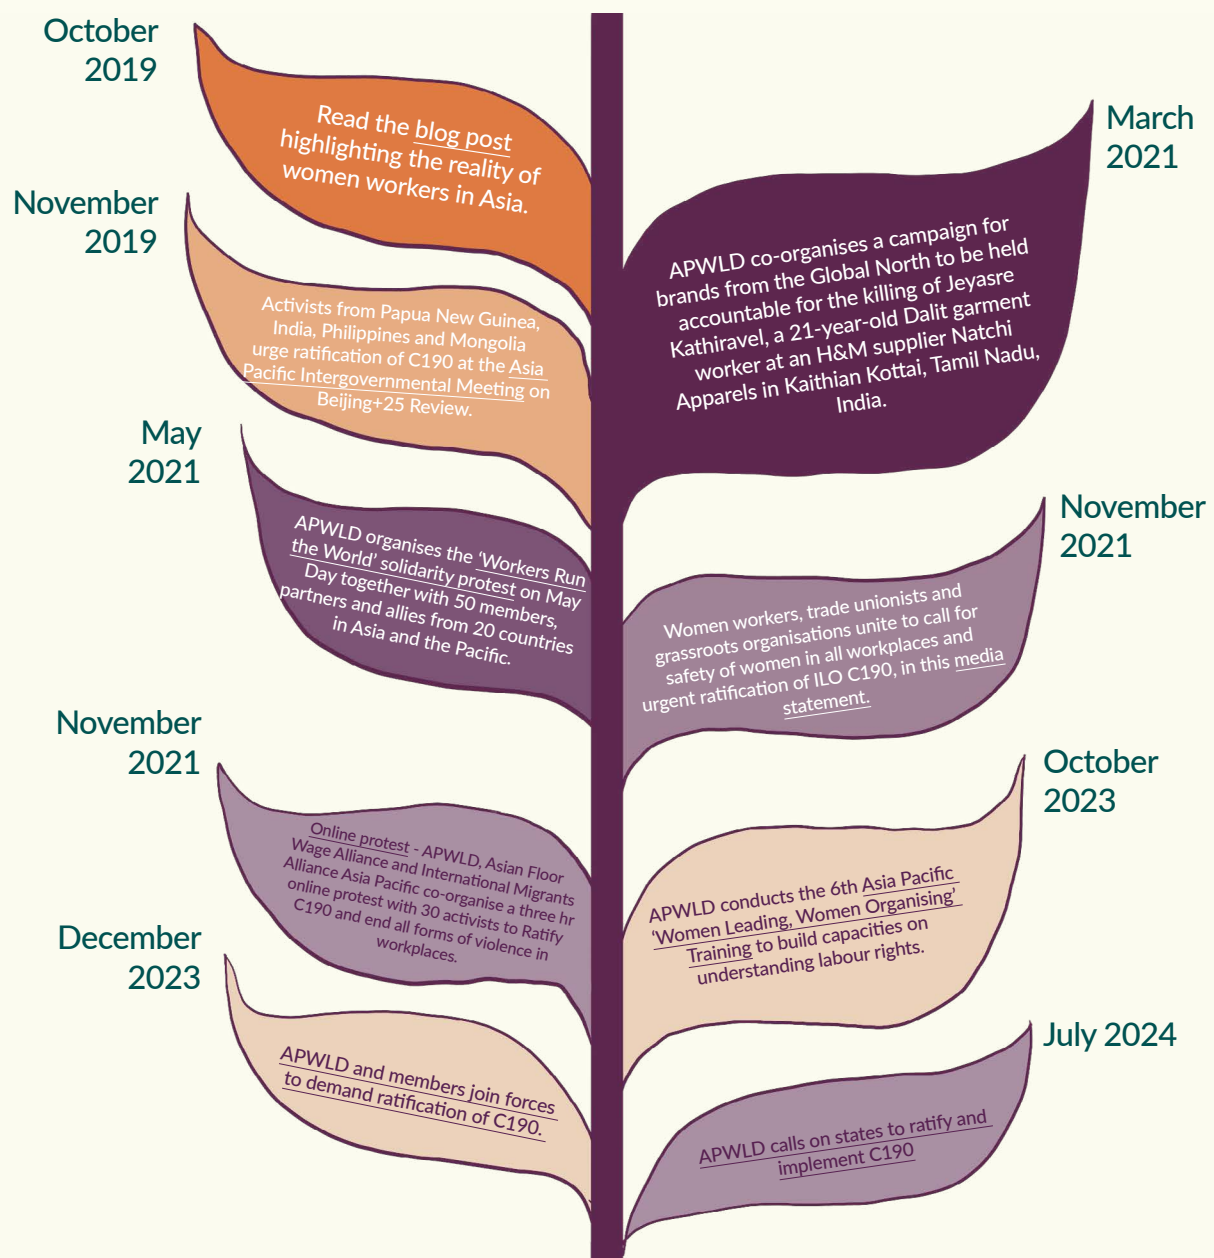 October
2019
Read the blog post
highlighting the reality of
women workers in Asia.
March
2021
APWLD co-organises a campaign for
brands from the Global North to be held
accountable for the killing of Jeyasre
Kathiravel, a 21-year-old Dalit garment
worker at an H&M supplier Natchi
Apparels in Kaithian Kottai, Tamil Nadu,
India.
November
2019
Activists from Papua New Guinea,
India, Philippines and Mongolia
urge ratification of C190 at the Asia
Pacific Intergovernmental Meeting on
Beijing+25 Review.
May
2021
APWLD organises the ‘Workers Run
the World’ solidarity protest on May
Day together with 50 members,
partners and allies from 20 countries
in Asia and the Pacific.
November
2021
Women workers, trade unionists and
grassroots organisations unite to call for
safety of women in all workplaces and
urgent ratification of ILO C190, in this media
statement.
November
2021
Online protest - APWLD, Asian Floor
Wage Alliance and International Migrants
Alliance Asia Pacific co-organise a three hr
online protest with 30 activists to Ratify
C190 and end all forms of violence in
workplaces.
October
2023
APWLD conducts the 6th Asia Pacific
‘Women Leading, Women Organising’
Training to build capacities on
understanding labour rights.
December
2023
APWLD and members join forces
to demand ratification of C190.
July 2024
APWLD calls on states to ratify and
implement C190